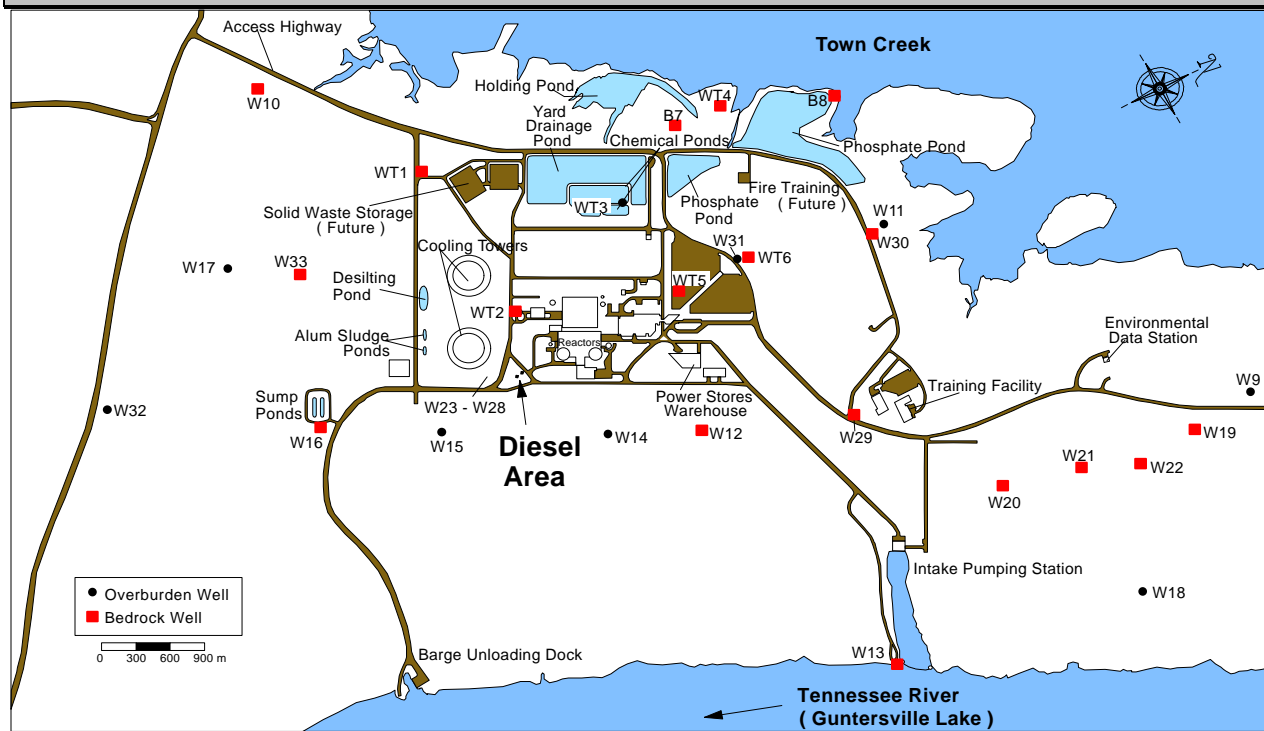 Access Highway
Town Creek
N
Holding Pond
W10
WT4
B8
B7
Yard
Drainage
Pond
Chemical Ponds
Phosphate Pond
WT1
WT3
Phosphate
Pond
Fire Training
( Future )
Solid Waste Storage
( Future )
W11
W30
Cooling Towers
W31
WT6
W17
W33
Desilting
Pond
WT5
WT2
Alum Sludge
Ponds
Reactors
Environmental
Data Station
Training Facility
W9
Sump
Ponds
Power Stores
Warehouse
W32
W23 - W28
W16
W15
Diesel
Area
W14
W12
W29
W19
W21
W22
W20
Intake Pumping Station
W18
Overburden Well
Bedrock Well
0 300 600 900 m
Barge Unloading Dock
W13
Tennessee River
( Guntersville Lake )